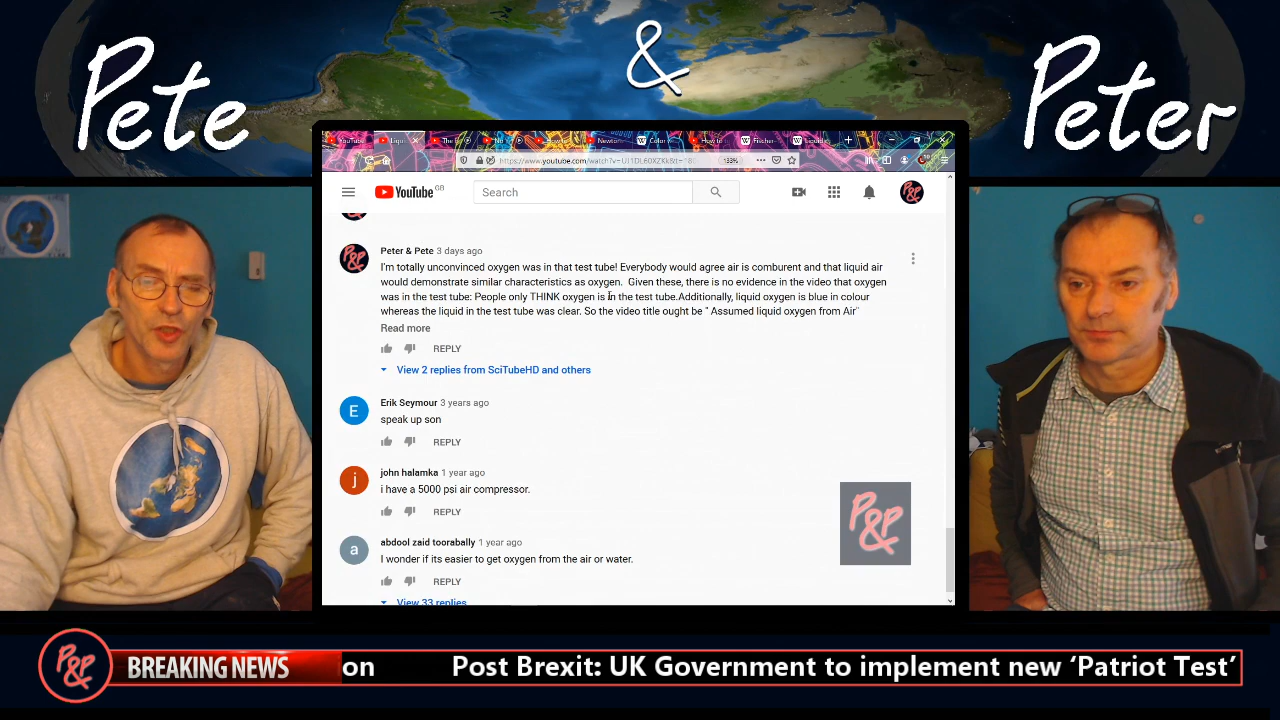 Pete & Peter
YouTube GB
Search
133%
Peter & Pete 3 days ago
I'm totally unconvinced oxygen was in that test tube! Everybody would agree air is comburent and that liquid air
would demonstrate similar characteristics as oxygen. Given these, there is no evidence in the video that oxygen
was in the test tube: People only THINK oxygen is in the test tube.Additionally, liquid oxygen is blue in colour
whereas the liquid in the test tube was clear. So the video title ought be " Assumed liquid oxygen from Air"
Read more
REPLY
View 2 replies from SciTubeHD and others
E
Erik Seymour 3 years ago
speak up son
REPLY
j
john halamka 1 year ago
i have a 5000 psi air compressor.
REPLY
P&P
a
abdool zaid toorabally 1 year ago
I wonder if its easier to get oxygen from the air or water.
REPLY
View 33 replies
P&P BREAKING NEWS on Post Brexit: UK Government to implement new ‘Patriot Test’